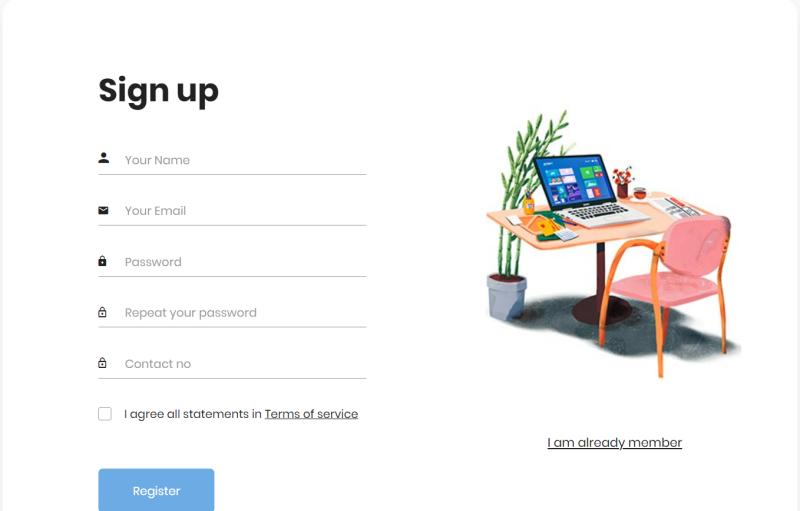 Sign up
Your Name
Your Email
Password
Repeat your password
Contact no
I agree all statements in Terms of service
I am already member
Register